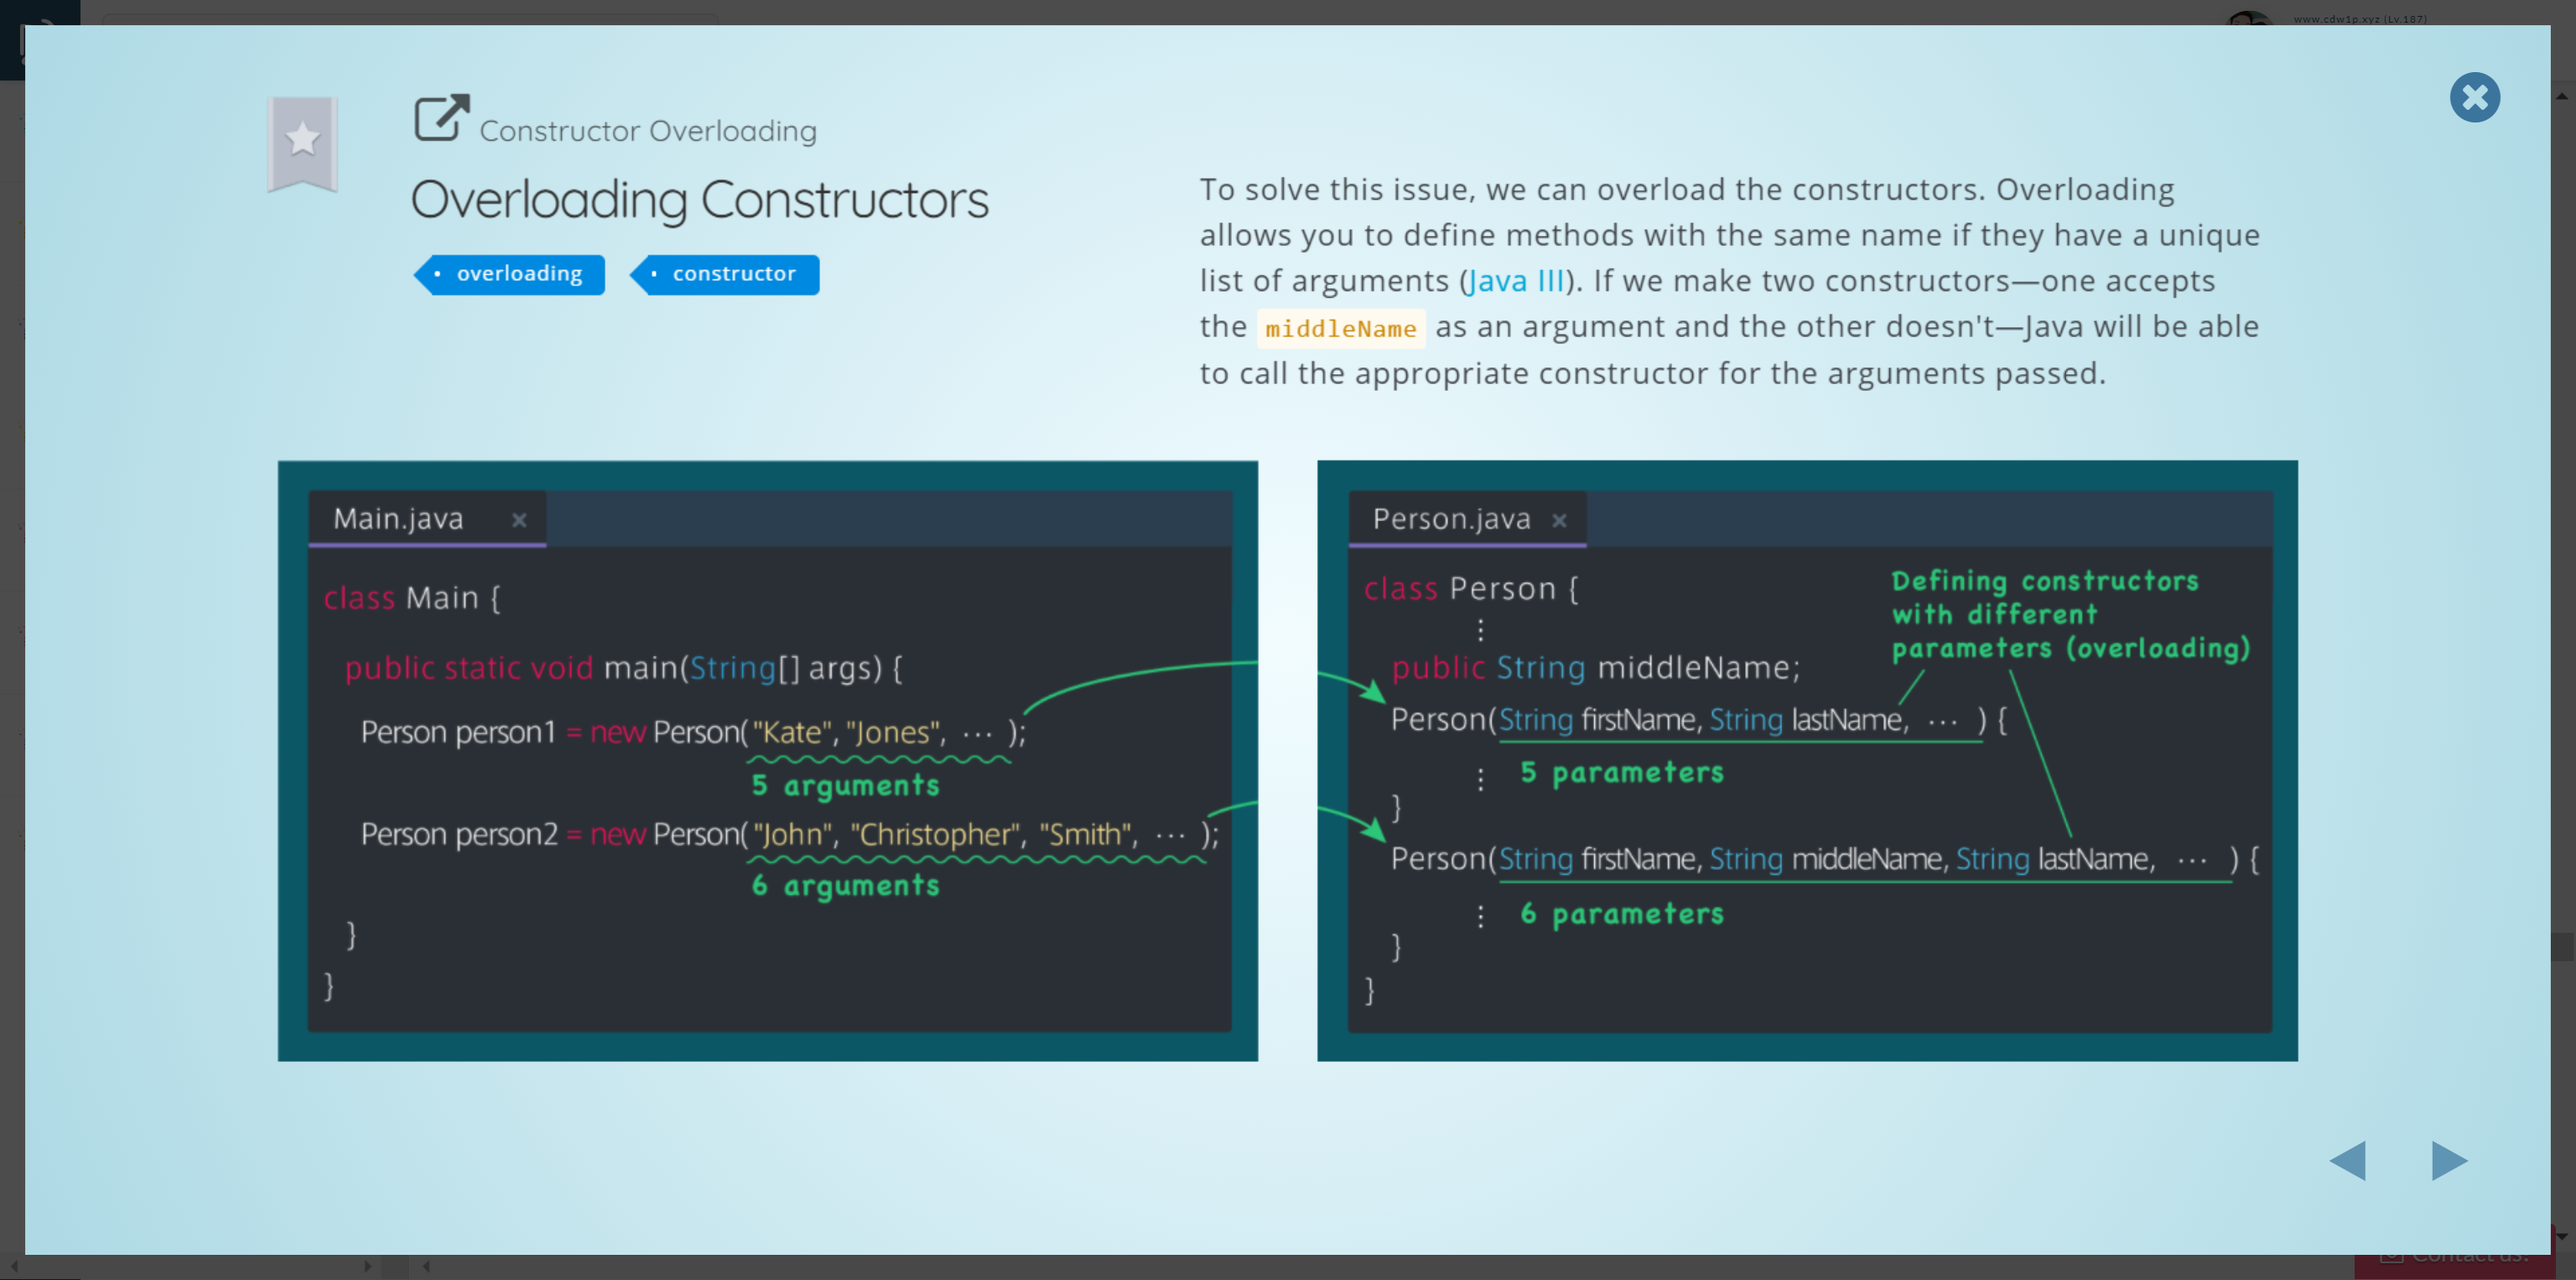 www.cdw1p.xyz (Lv.187)
Constructor Overloading
Overloading Constructors
overloading
constructor
To solve this issue, we can overload the constructors. Overloading
allows you to define methods with the same name if they have a unique
list of arguments (Java III). If we make two constructors—one accepts
the middleName as an argument and the other doesn't—Java will be able
to call the appropriate constructor for the arguments passed.
Main.java
class Main {
public static void main(String[] args) {
Person person1 = new Person("Kate", "Jones", ··· );
5 arguments
Person person2 = new Person("John", "Christopher", "Smith", ··· );
6 arguments
}
}
Person.java
class Person {
⋮
Defining constructors
with different
parameters (overloading)
public String middleName;
Person(String firstName, String lastName, ··· ) {
⋮ 5 parameters
}
Person(String firstName, String middleName, String lastName, ··· ) {
⋮ 6 parameters
}
}
Contact us!